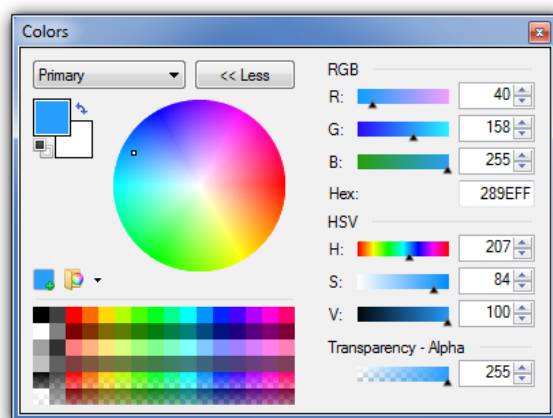 Colors
Primary
<< Less
RGB
R: 40
G: 158
B: 255
Hex: 289EFF
HSV
H: 207
S: 84
V: 100
Transparency - Alpha
255